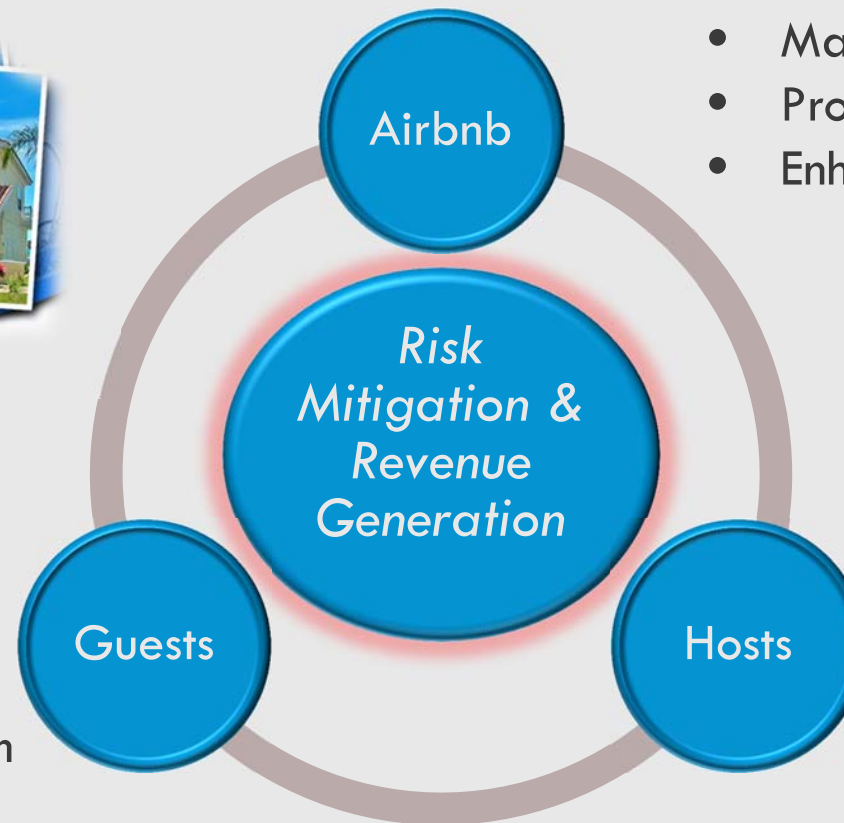 Airbnb
Risk
Mitigation &
Revenue
Generation
Guests
Hosts